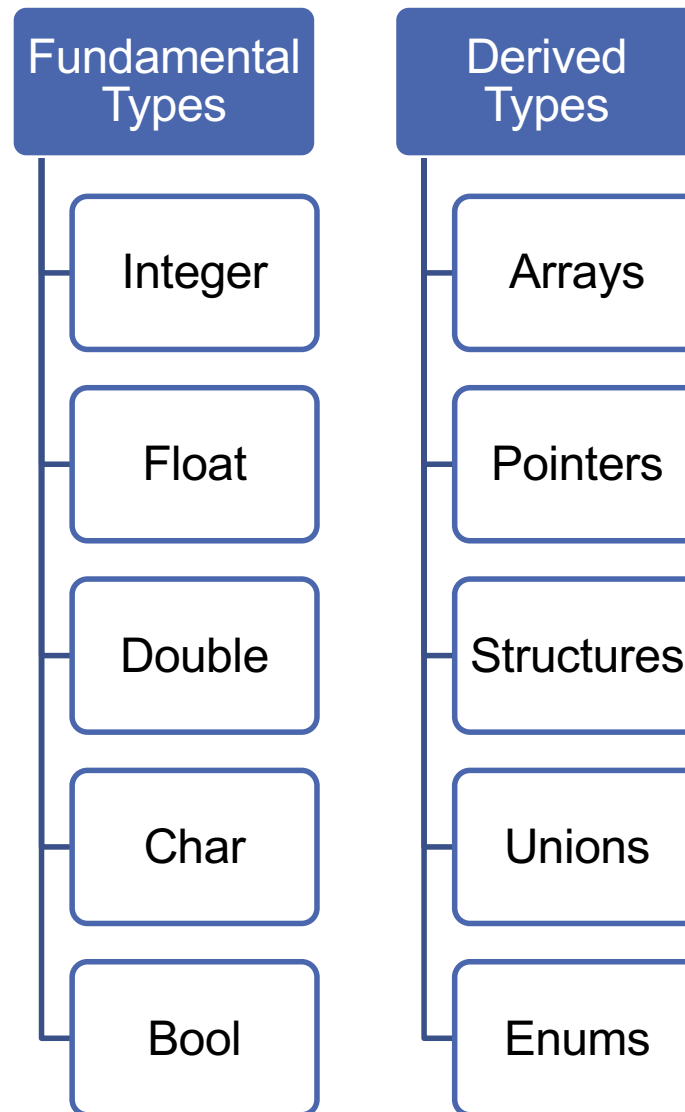 Fundamental
Types
Integer
Float
Double
Char
Bool
Derived
Types
Arrays
Pointers
Structures
Unions
Enums